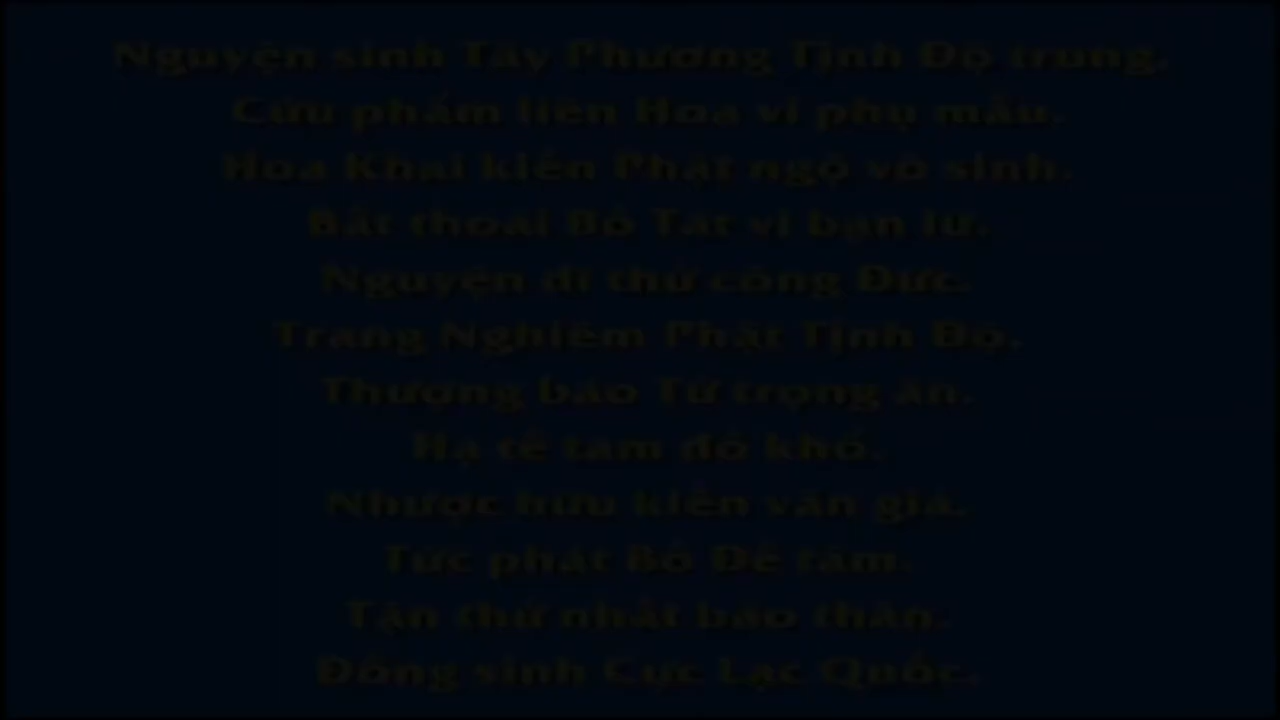 Nguyện sinh Tây Phương Tịnh Độ trung.
Cửu phẩm liên Hoa vi phụ mẫu.
Hoa Khai kiến Phật ngộ vô sinh.
Bất thoái Bồ Tát vi bạn lữ.
Nguyện dĩ thử công Đức.
Trang Nghiêm Phật Tịnh Độ.
Thượng báo Tứ trọng ân.
Hạ tế tam đồ khổ.
Nhược hữu kiến văn giả.
Tức phát Bồ Đề tâm.
Tận thử nhất báo thân.
Đồng sinh Cực Lạc Quốc.